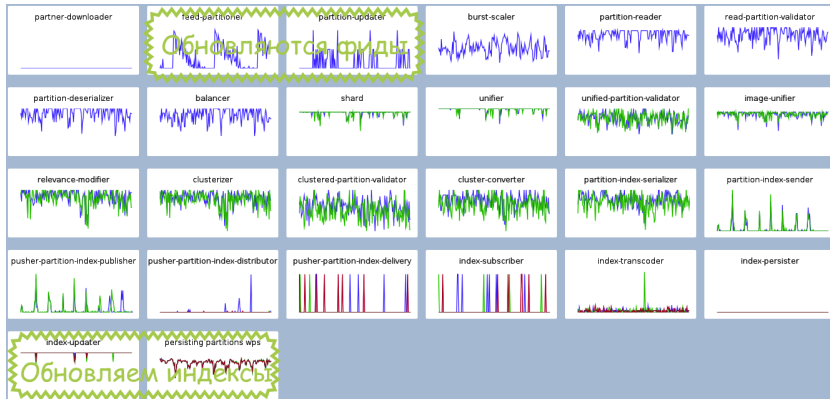 partner-downloader
feed-partitioner
partition-updater
burst-scaler
partition-reader
read-partition-validator
Обнавляются фиды
partition-deserializer
balancer
shard
unifier
unified-partition-validator
image-unifier
relevance-modifier
clusterizer
clustered-partition-validator
cluster-converter
partition-index-serializer
partition-index-sender
pusher-partition-index-publisher
pusher-partition-index-distributor
pusher-partition-index-delivery
index-subscriber
index-transcoder
index-persister
index-updater
persisting partitions wps
Обновляем индексы